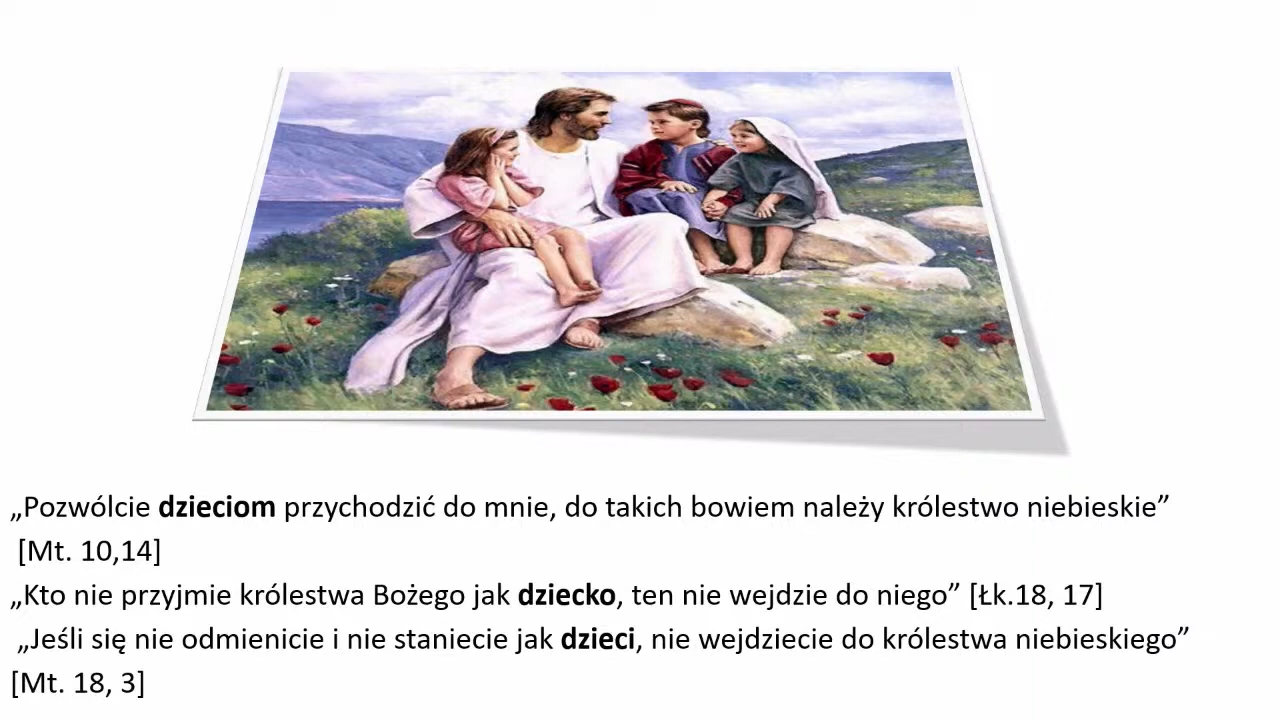 „Pozwólcie dzieciom przychodzić do mnie, do takich bowiem należy królestwo niebieskie”
[Mt. 10,14]
„Kto nie przyjmie królestwa Bożego jak dziecko, ten nie wejdzie do niego” [Łk.18, 17]
„Jeśli się nie odmienicie i nie staniecie jak dzieci, nie wejdziecie do królestwa niebieskiego”
[Mt. 18, 3]